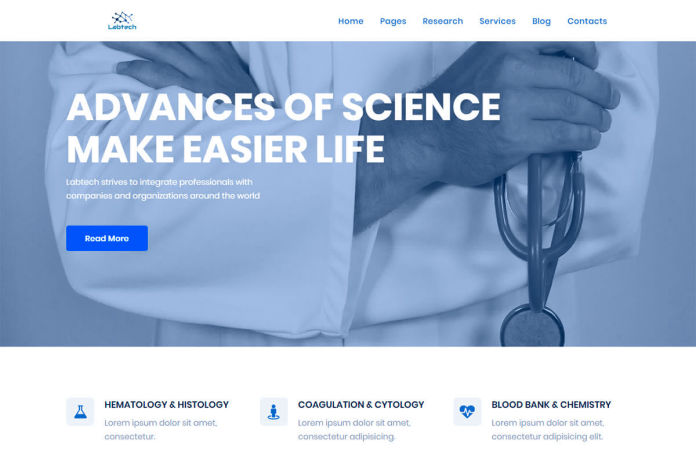 Labtech
Home Pages Research Services Blog Contacts
ADVANCES OF SCIENCE
MAKE EASIER LIFE
Labtech strives to integrate professionals with
companies and organizations around the world
Read More
HEMATOLOGY & HISTOLOGY
Lorem ipsum dolor sit amet,
consectetur.
COAGULATION & CYTOLOGY
Lorem ipsum dolor sit amet,
consectetur adipisicing.
BLOOD BANK & CHEMISTRY
Lorem ipsum dolor sit amet,
consectetur adipisicing elit.